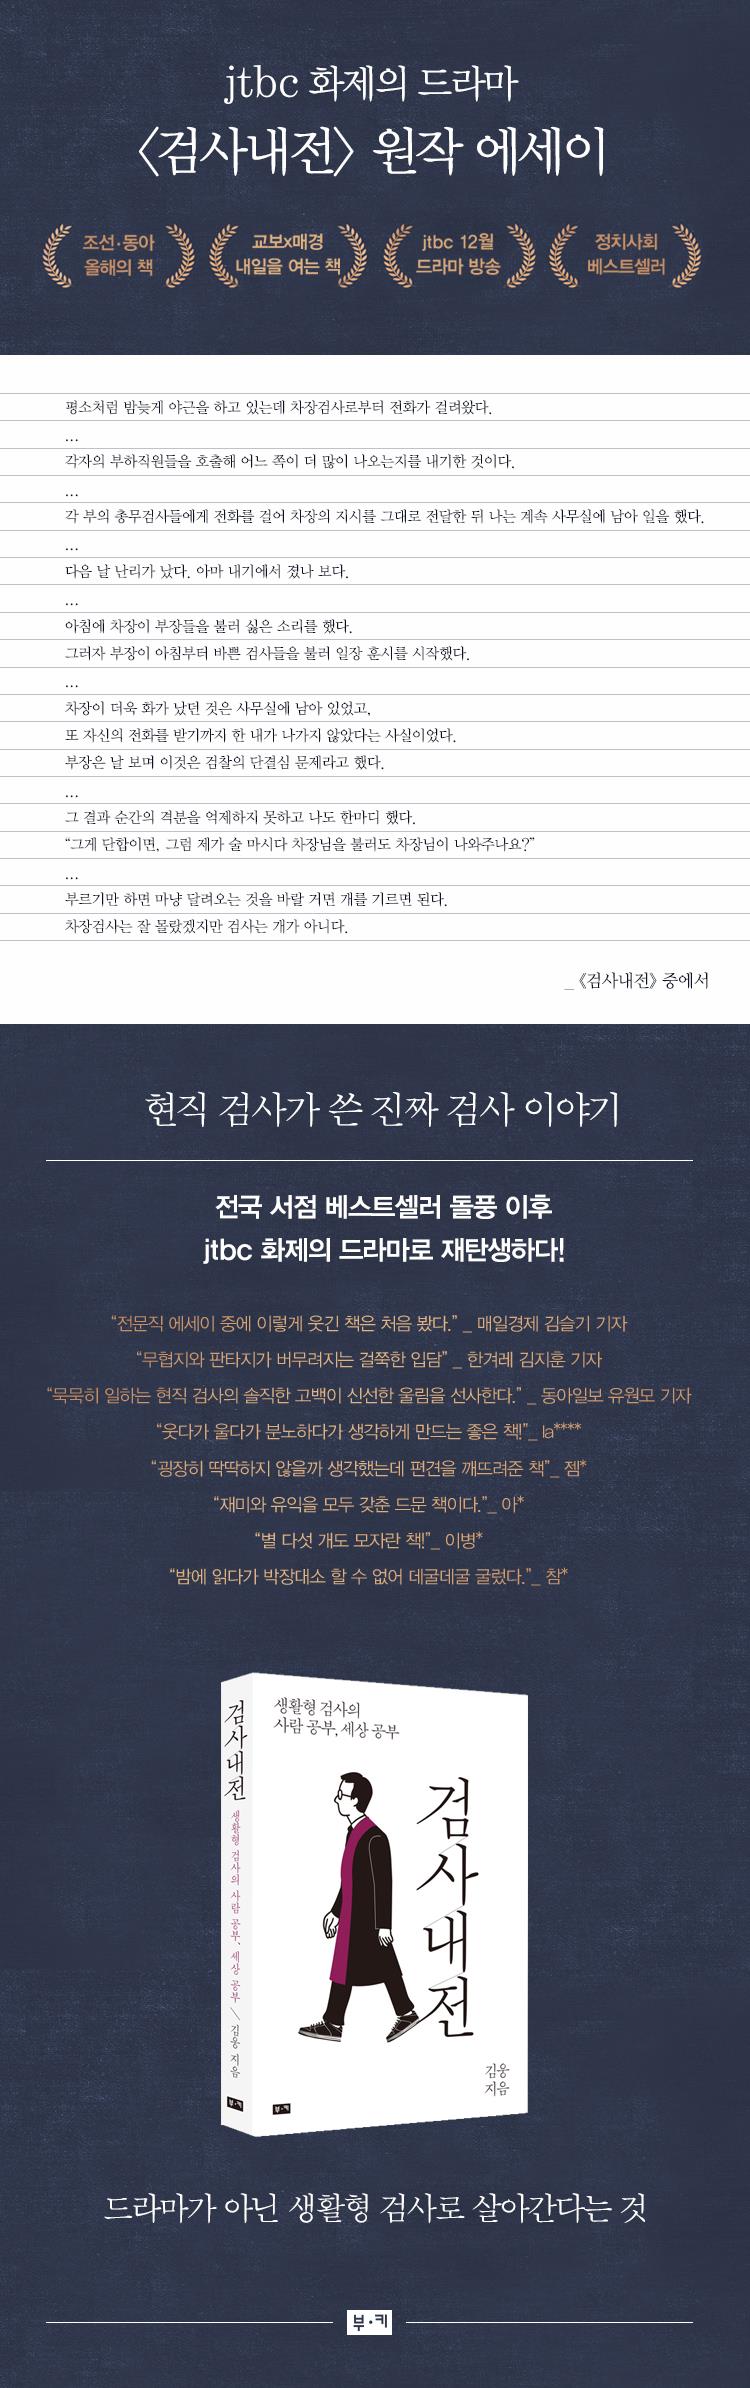 jtbc 화제의 드라마
〈검사내전〉 원작 에세이
조선·동아
올해의 책
교보x매경
내일을 여는 책
jtbc 12월
드라마 방송
정치사회
베스트셀러
평소처럼 밤늦게 야근을 하고 있는데 차장검사로부터 전화가 걸려왔다.
...
각자의 부하직원들을 호출해 어느 쪽이 더 많이 나오는지를 내기한 것이다.
...
각 부의 총무검사들에게 전화를 걸어 차장의 지시를 그대로 전달한 뒤 나는 계속 사무실에 남아 일을 했다.
...
다음 날 난리가 났다. 아마 내기에서 졌나 보다.
...
아침에 차장이 부장들을 불러 싫은 소리를 했다.
그러자 부장이 아침부터 바쁜 검사들을 불러 일장 훈시를 시작했다.
...
차장이 더욱 화가 났던 것은 사무실에 남아 있었고,
또 자신의 전화를 받기까지 한 내가 나가지 않았다는 사실이었다.
부장은 날 보며 이것은 검찰의 단결심 문제라고 했다.
...
그 결과 순간의 격분을 억제하지 못하고 나도 한마디 했다.
“그게 단합이면, 그럼 제가 술 마시다 차장님을 불러도 차장님이 나와주나요?”
...
부르기만 하면 마냥 달려오는 것을 바랄 거면 개를 기르면 된다.
차장검사는 잘 몰랐겠지만 검사는 개가 아니다.
_《검사내전》 중에서
현직 검사가 쓴 진짜 검사 이야기
전국 서점 베스트셀러 돌풍 이후
jtbc 화제의 드라마로 재탄생하다!
“전문직 에세이 중에 이렇게 웃긴 책은 처음 봤다.” _ 매일경제 김슬기 기자
“무협지와 판타지가 버무려지는 걸쭉한 입담” _ 한겨레 김지훈 기자
“묵묵히 일하는 현직 검사의 솔직한 고백이 신선한 울림을 선사한다.” _ 동아일보 유원모 기자
“웃다가 울다가 분노하다가 생각하게 만드는 좋은 책!”_ la****
“굉장히 딱딱하지 않을까 생각했는데 편견을 깨뜨려준 책”_ 젬*
“재미와 유익을 모두 갖춘 드문 책이다.”_ 아*
“별 다섯 개도 모자란 책!”_ 이병*
“밤에 읽다가 박장대소 할 수 없어 데굴데굴 굴렀다.”_ 참*
검사내전 생활형 검사의 사람 공부, 세상 공부 \ 김웅 지음
부·키
생활형 검사의
사람 공부, 세상 공부
검사내전
김웅
지음
부·키
드라마가 아닌 생활형 검사로 살아간다는 것
부·키